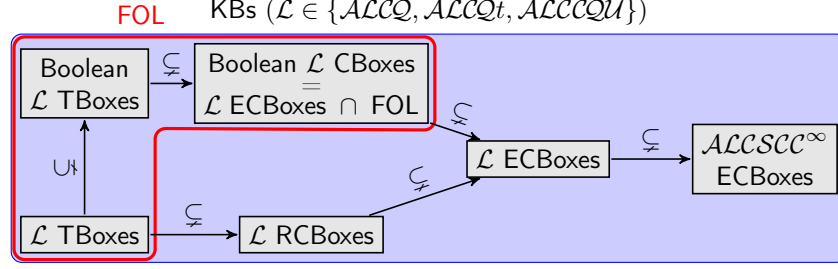 FOL KBs (ℒ ∈ {𝒜ℒ𝒞𝒬, 𝒜ℒ𝒞𝒬t, 𝒜ℒ𝒞𝒞𝒬𝒰})
Boolean
ℒ TBoxes
⊊
Boolean ℒ CBoxes
=
ℒ ECBoxes ∩ FOL
⊊
⊊
ℒ ECBoxes
⊊
𝒜ℒ𝒞𝒮𝒞𝒞∞
ECBoxes
ℒ TBoxes
⊊
ℒ RCBoxes
⊊